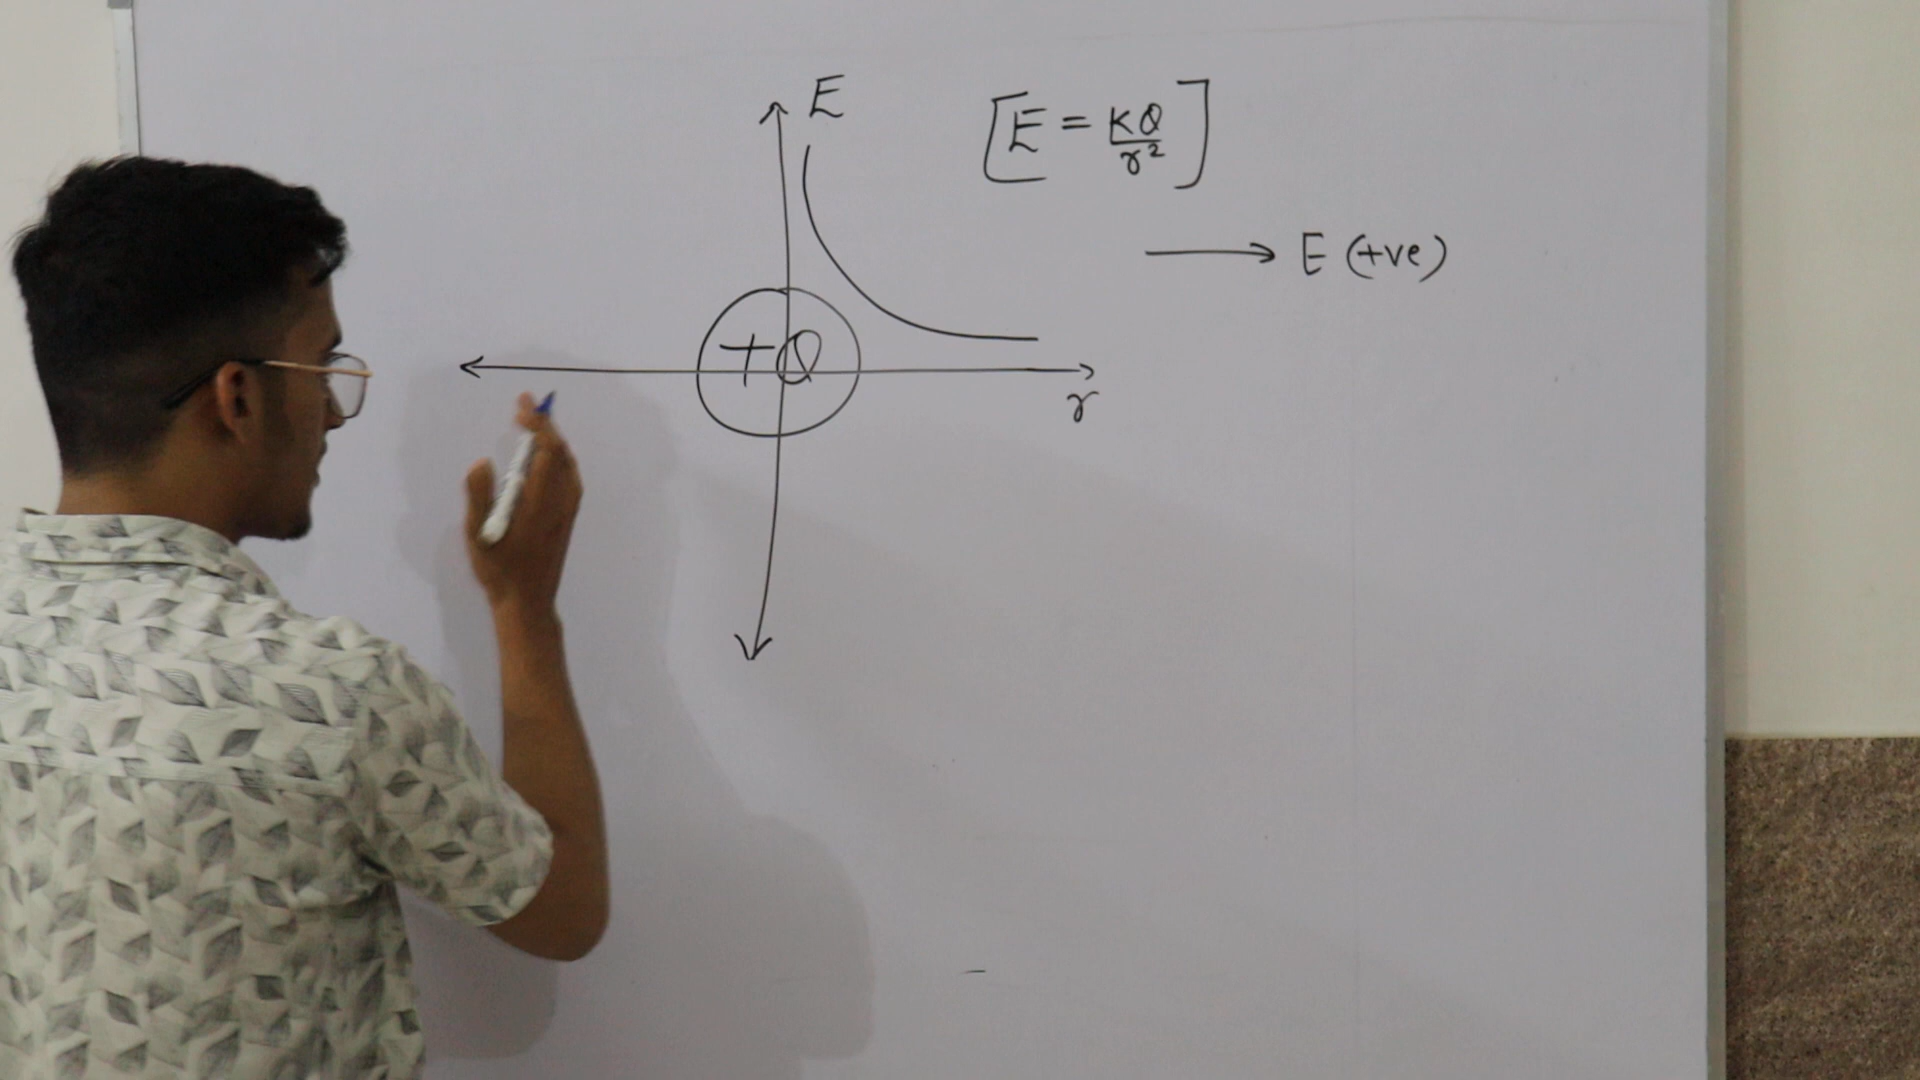 E
[E = KQ/r²]
→ E (+ve)
+Q
r